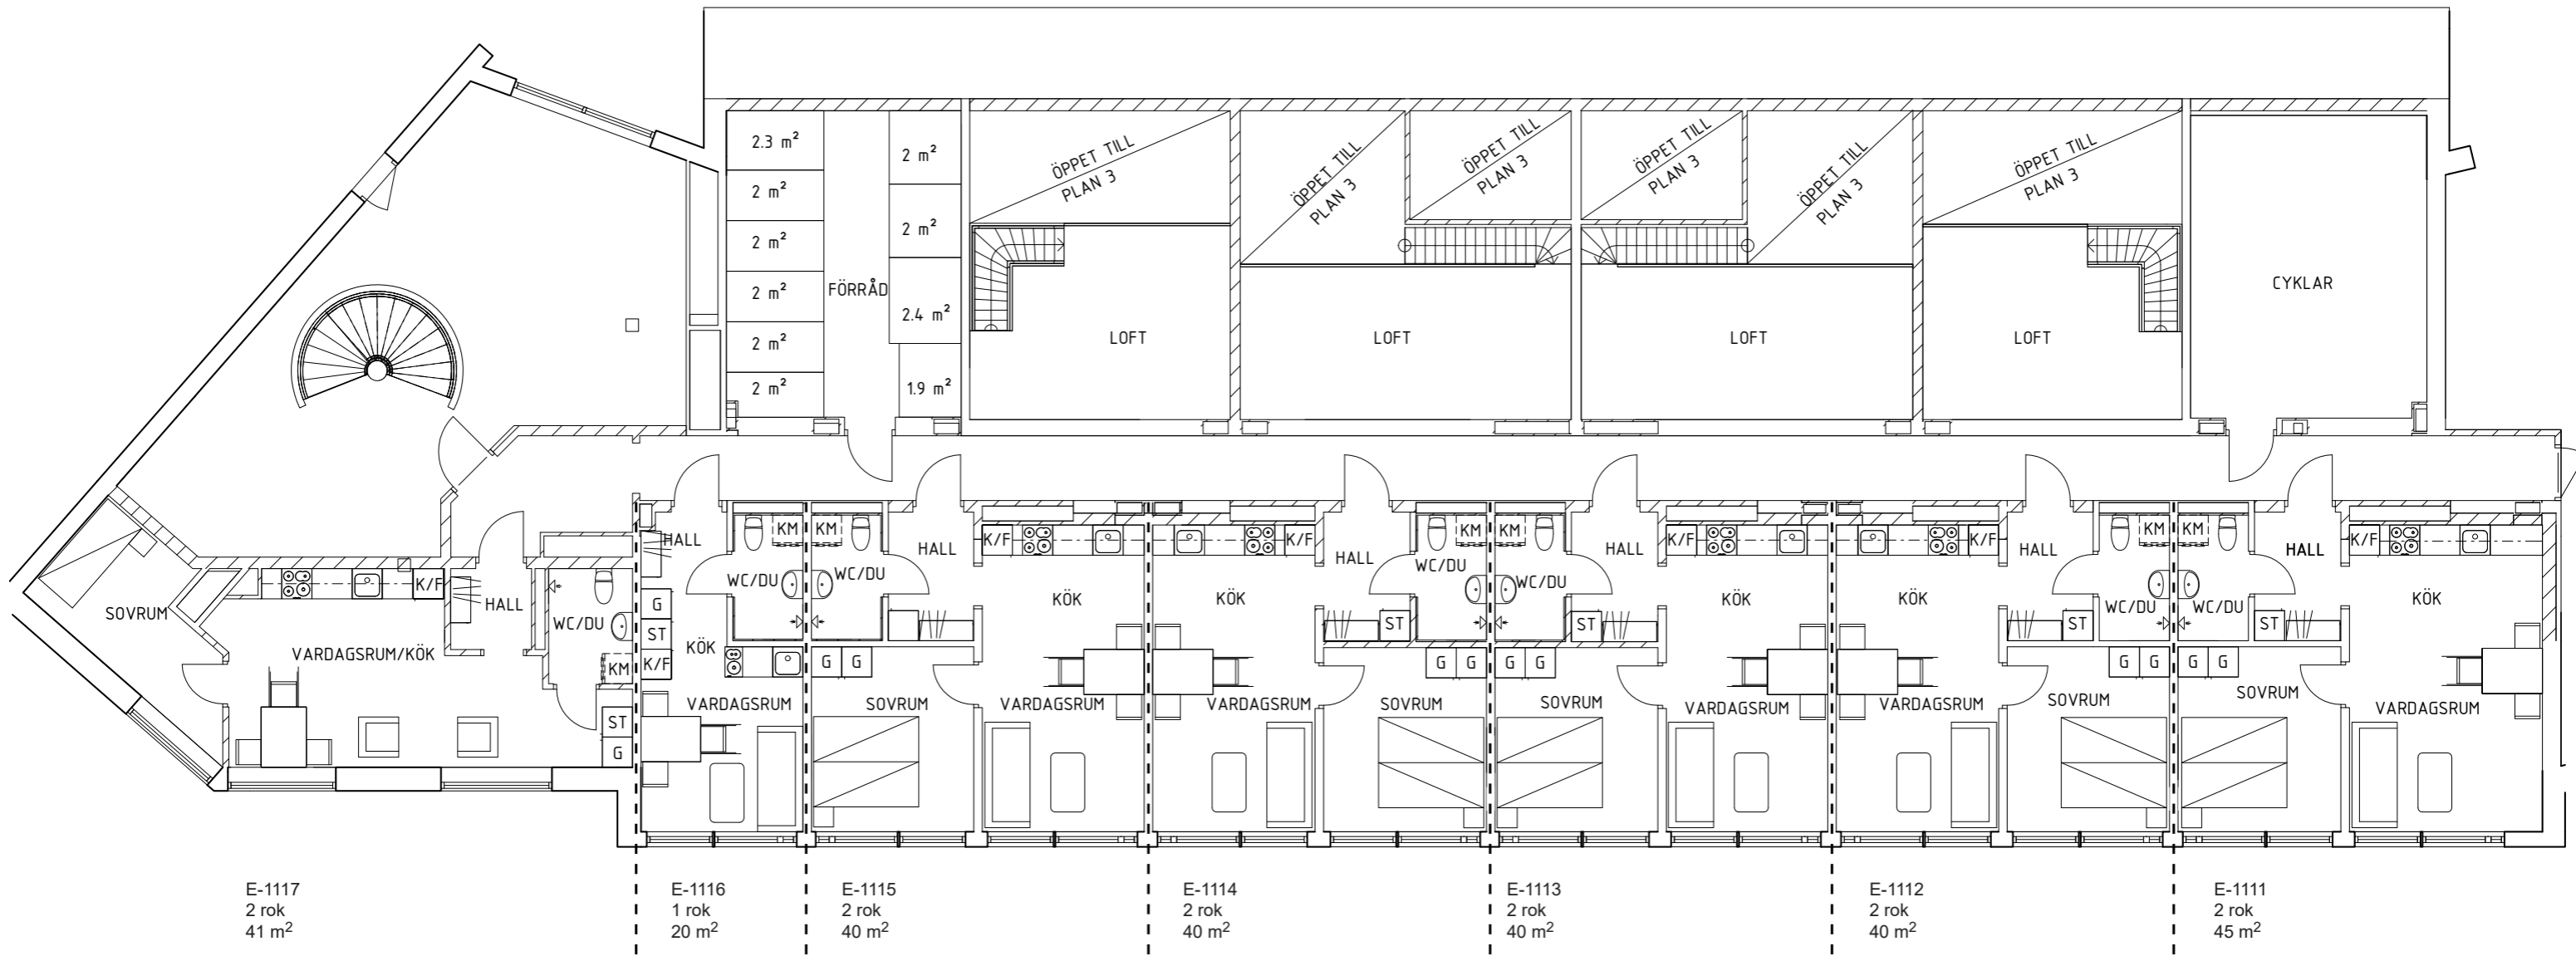 2.3 m²
2 m²
2 m²
2 m²
2 m²
2 m²
FÖRRÅD
2 m²
2 m²
2.4 m²
1.9 m²
ÖPPET TILL
PLAN 3
LOFT
ÖPPET TILL
PLAN 3
ÖPPET TILL
PLAN 3
LOFT
ÖPPET TILL
PLAN 3
ÖPPET TILL
PLAN 3
LOFT
ÖPPET TILL
PLAN 3
LOFT
CYKLAR
SOVRUM
K/F
HALL
WC/DU
VARDAGSRUM/KÖK
KM
ST
G
HALL
KM
WC/DU
G
ST
K/F
KÖK
VARDAGSRUM
KM
HALL
K/F
WC/DU
KÖK
G G
SOVRUM
VARDAGSRUM
K/F
HALL
KM
WC/DU
KÖK
ST
G G
VARDAGSRUM
SOVRUM
KM
HALL
K/F
WC/DU
KÖK
ST
G G
SOVRUM
VARDAGSRUM
K/F
HALL
KM
KÖK
WC/DU
ST
G G
VARDAGSRUM
SOVRUM
KM
HALL
K/F
WC/DU
KÖK
ST
G G
SOVRUM
VARDAGSRUM
E-1117
2 rok
41 m²
E-1116
1 rok
20 m²
E-1115
2 rok
40 m²
E-1114
2 rok
40 m²
E-1113
2 rok
40 m²
E-1112
2 rok
40 m²
E-1111
2 rok
45 m²